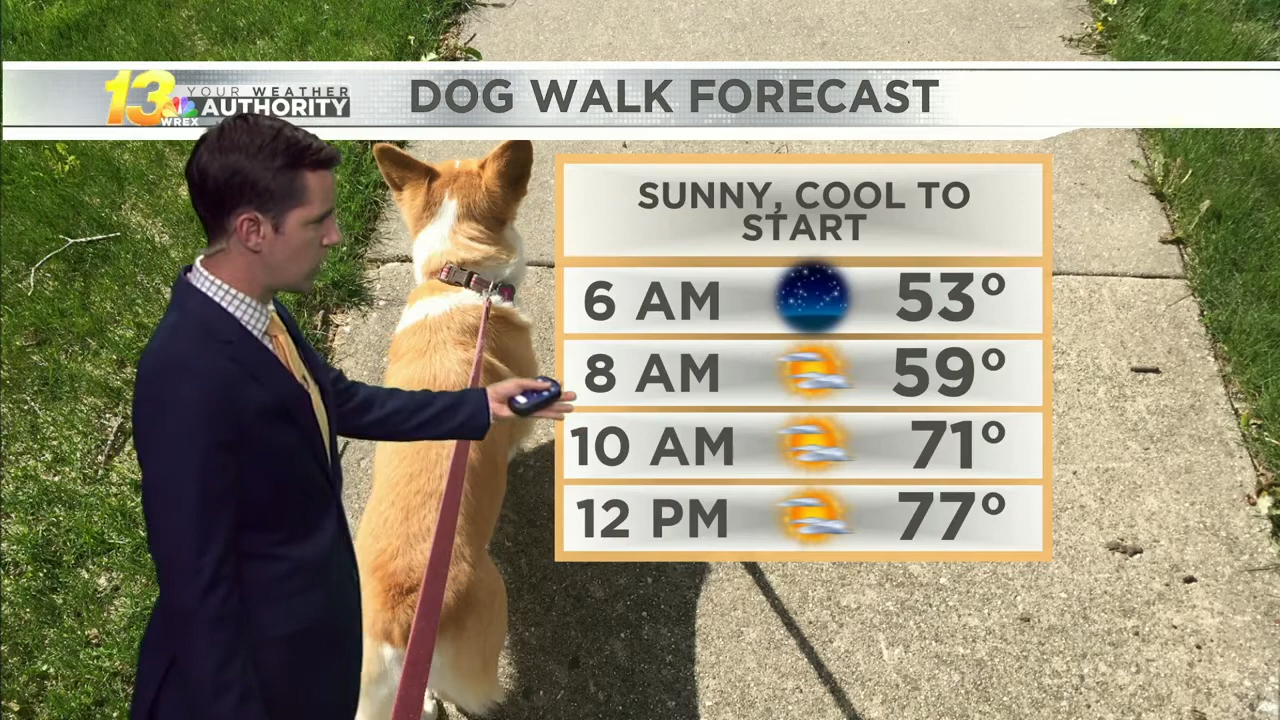 13
WREX
YOUR WEATHER
AUTHORITY
DOG WALK FORECAST
SUNNY, COOL TO
START
6 AM 53°
8 AM 59°
10 AM 71°
12 PM 77°